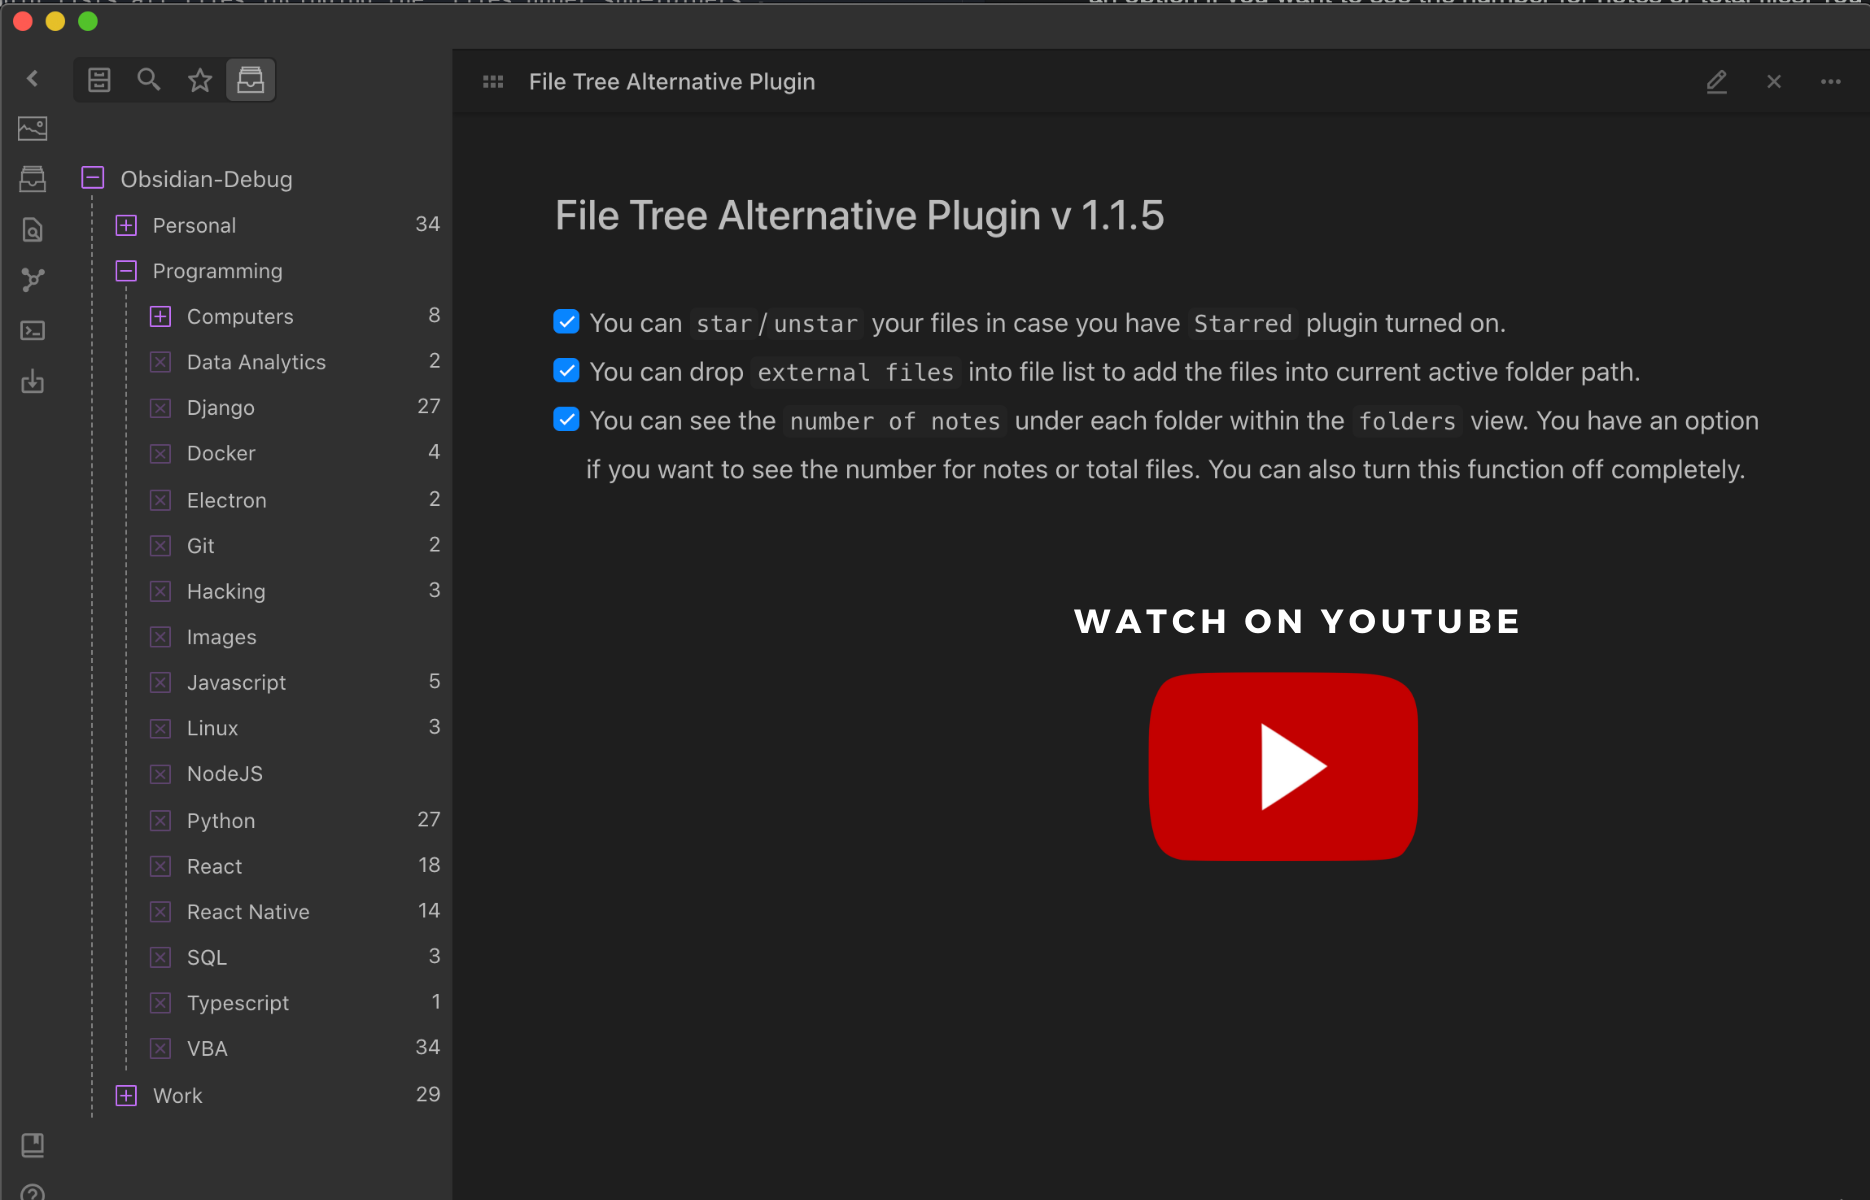 File Tree Alternative Plugin
Obsidian-Debug
Personal 34
Programming
Computers 8
Data Analytics 2
Django 27
Docker 4
Electron 2
Git 2
Hacking 3
Images
Javascript 5
Linux 3
NodeJS
Python 27
React 18
React Native 14
SQL 3
Typescript 1
VBA 34
Work 29
File Tree Alternative Plugin v 1.1.5
You can star/unstar your files in case you have Starred plugin turned on.
You can drop external files into file list to add the files into current active folder path.
You can see the number of notes under each folder within the folders view. You have an option
if you want to see the number for notes or total files. You can also turn this function off completely.
WATCH ON YOUTUBE